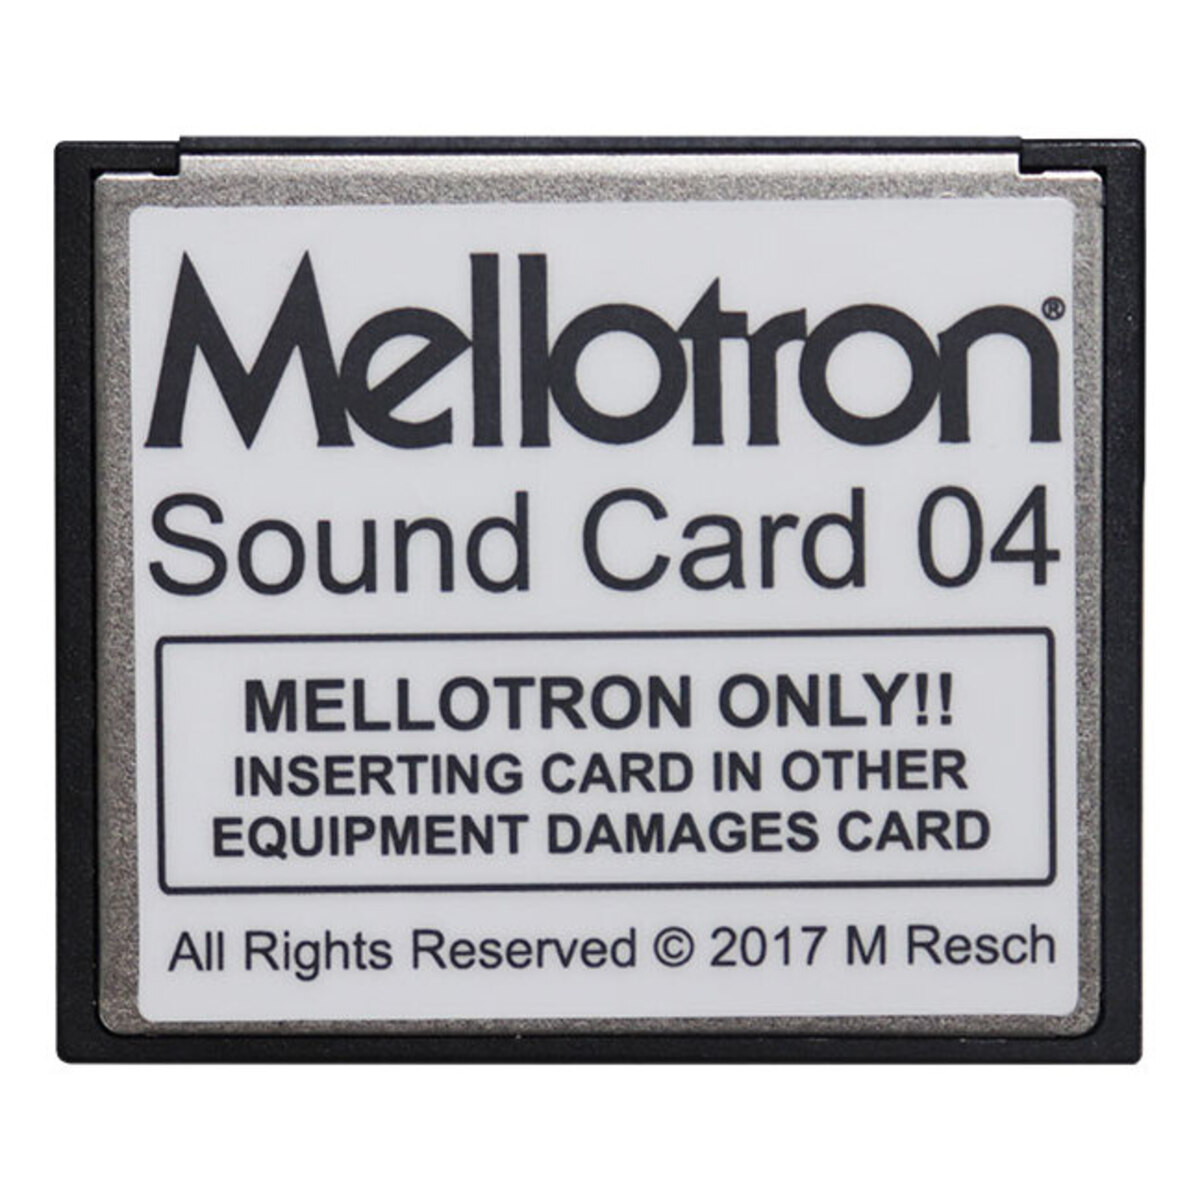 Mellotron®
Sound Card 04
MELLOTRON ONLY!!
INSERTING CARD IN OTHER
EQUIPMENT DAMAGES CARD
All Rights Reserved © 2017 M Resch